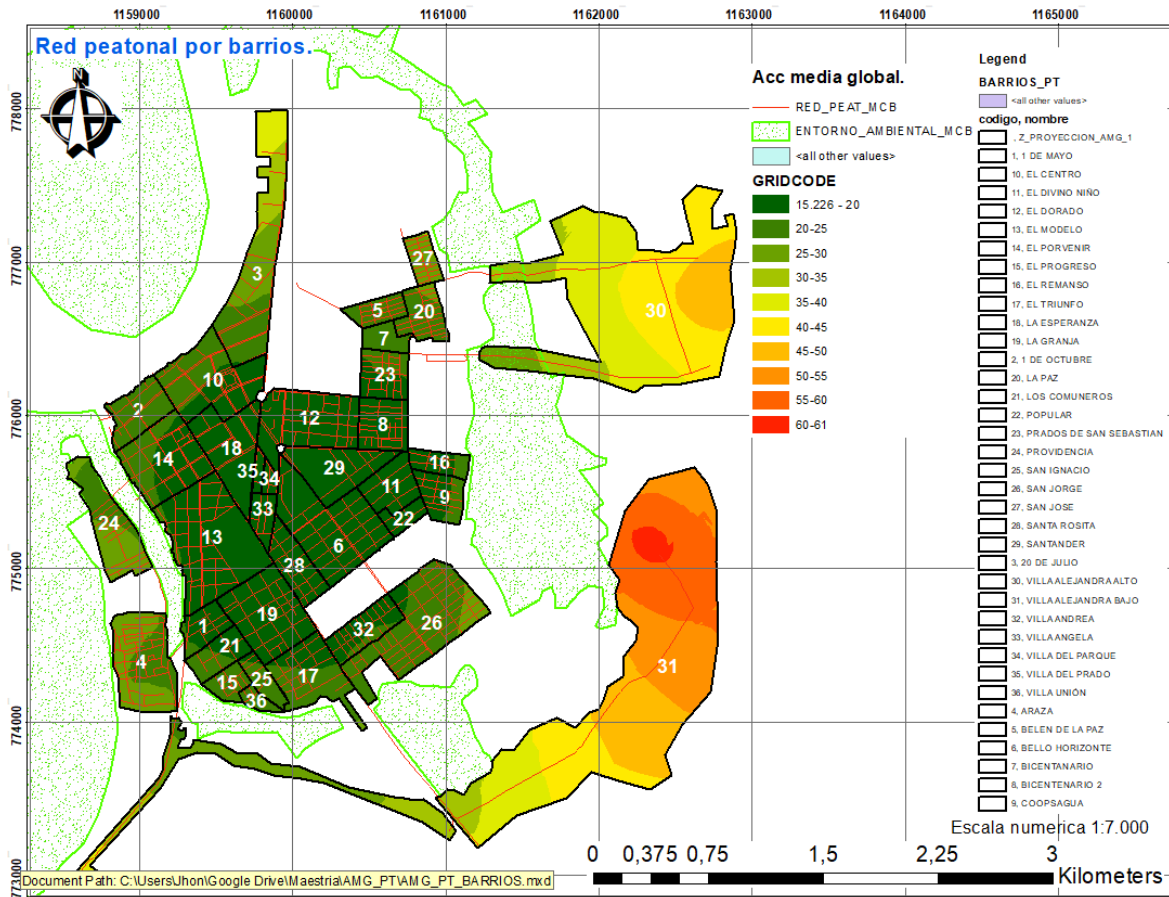 1159000 1160000 1161000 1162000 1163000 1164000 1165000
Red peatonal por barrios.
N
778000
777000
776000
775000
774000
773000
3
27
5
20
7
30
10
23
2
12
8
18
14
35
34
29
16
11
9
33
22
24
13
6
28
19
1
32
26
21
4
15
25
17
36
31
Acc media global.
RED_PEAT_MCB
ENTORNO_AMBIENTAL_MCB
<all other values>
GRIDCODE
15.226 - 20
20-25
25-30
30-35
35-40
40-45
45-50
50-55
55-60
60-61
Legend
BARRIOS_PT
<all other values>
codigo, nombre
, Z_PROYECCION_AMG_1
1, 1 DE MAYO
10, EL CENTRO
11, EL DIVINO NIÑO
12, EL DORADO
13, EL MODELO
14, EL PORVENIR
15, EL PROGRESO
16, EL REMANSO
17, EL TRIUNFO
18, LA ESPERANZA
19, LA GRANJA
2, 1 DE OCTUBRE
20, LA PAZ
21, LOS COMUNEROS
22, POPULAR
23, PRADOS DE SAN SEBASTIAN
24, PROVIDENCIA
25, SAN IGNACIO
26, SAN JORGE
27, SAN JOSE
28, SANTA ROSITA
29, SANTANDER
3, 20 DE JULIO
30, VILLA ALEJANDRA ALTO
31, VILLA ALEJANDRA BAJO
32, VILLA ANDREA
33, VILLA ANGELA
34, VILLA DEL PARQUE
35, VILLA DEL PRADO
36, VILLA UNIÓN
4, ARAZA
5, BELEN DE LA PAZ
6, BELLO HORIZONTE
7, BICENTANARIO
8, BICENTENARIO 2
9, COOPSAGUA
Escala numerica 1:7.000
0 0,375 0,75 1,5 2,25 3
Kilometers
Document Path: C:\Users\Jhon\Google Drive\Maestria\AMG_PT\AMG_PT_BARRIOS.mxd